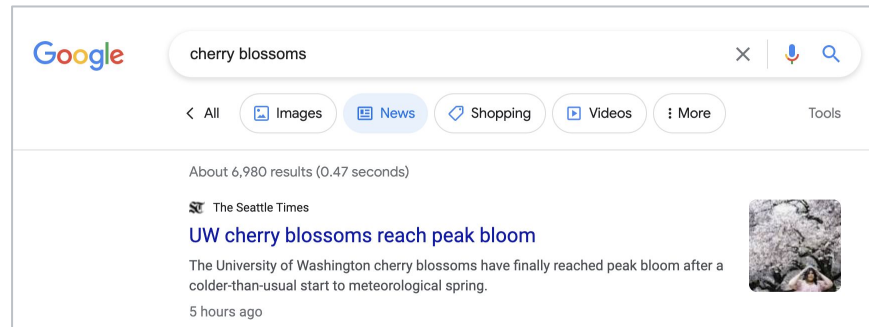 Google
cherry blossoms
All Images News Shopping Videos More Tools
About 6,980 results (0.47 seconds)
ST The Seattle Times
UW cherry blossoms reach peak bloom
The University of Washington cherry blossoms have finally reached peak bloom after a
colder-than-usual start to meteorological spring.
5 hours ago